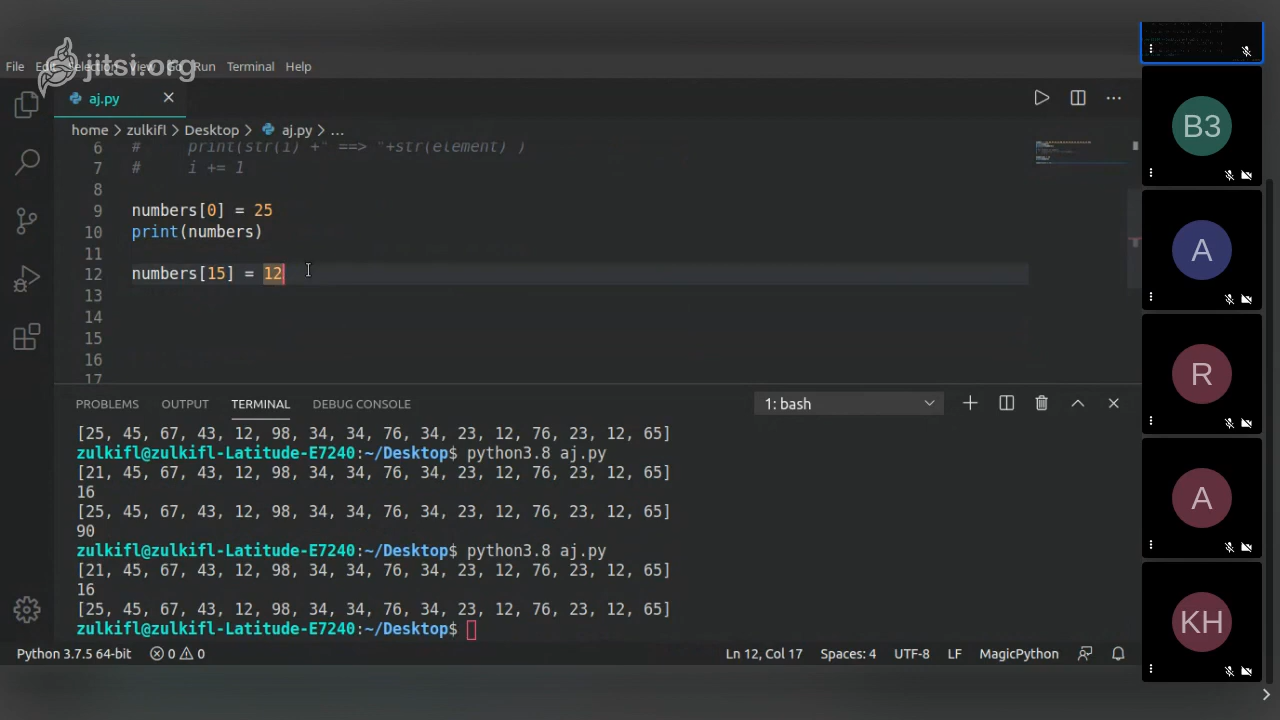 jitsi.org
File Edit Selection View Go Run Terminal Help
aj.py
home > zulkifl > Desktop > aj.py > ...
6 # print(str(i) +" ==> "+str(element) )
7 # i += 1
8
9 numbers[0] = 25
10 print(numbers)
11
12 numbers[15] = 12
13
14
15
16
17
PROBLEMS OUTPUT TERMINAL DEBUG CONSOLE 1: bash
[25, 45, 67, 43, 12, 98, 34, 34, 76, 34, 23, 12, 76, 23, 12, 65]
zulkifl@zulkifl-Latitude-E7240:~/Desktop$ python3.8 aj.py
[21, 45, 67, 43, 12, 98, 34, 34, 76, 34, 23, 12, 76, 23, 12, 65]
16
[25, 45, 67, 43, 12, 98, 34, 34, 76, 34, 23, 12, 76, 23, 12, 65]
90
zulkifl@zulkifl-Latitude-E7240:~/Desktop$ python3.8 aj.py
[21, 45, 67, 43, 12, 98, 34, 34, 76, 34, 23, 12, 76, 23, 12, 65]
16
[25, 45, 67, 43, 12, 98, 34, 34, 76, 34, 23, 12, 76, 23, 12, 65]
zulkifl@zulkifl-Latitude-E7240:~/Desktop$
Python 3.7.5 64-bit 0 0 Ln 12, Col 17 Spaces: 4 UTF-8 LF MagicPython
B3
A
R
A
KH